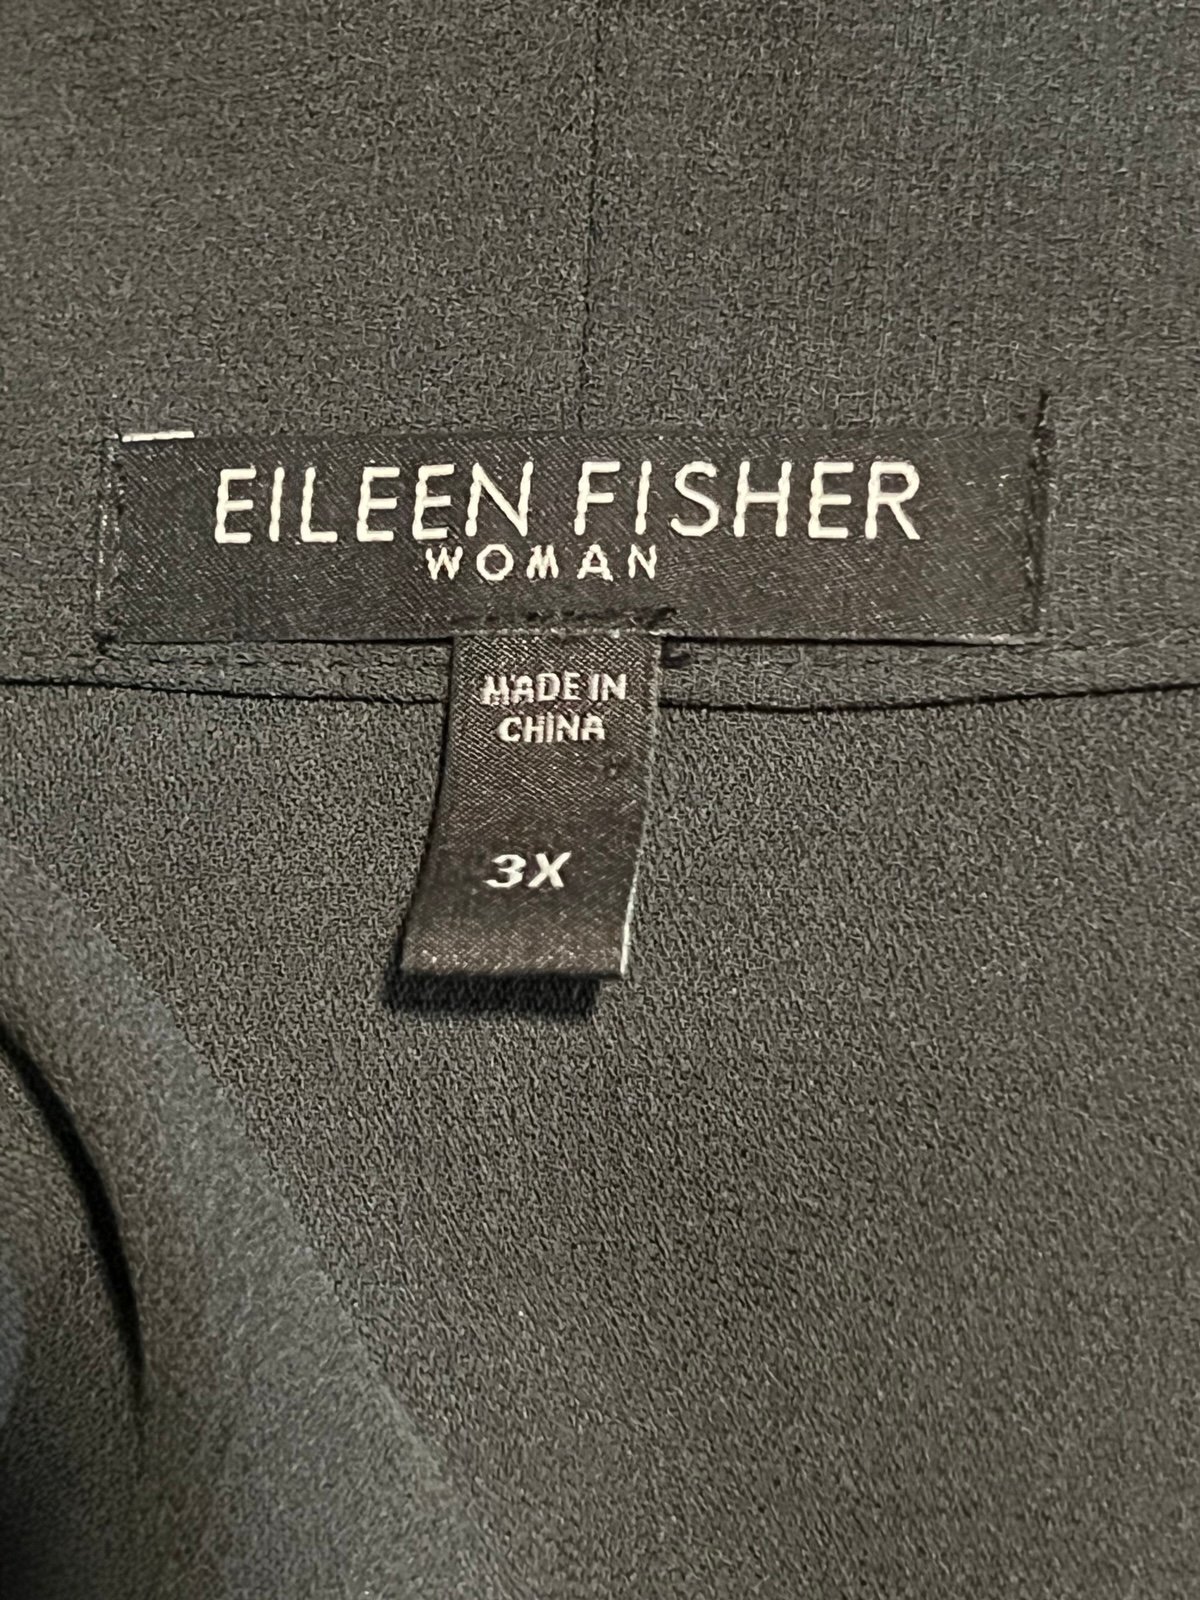 EILEEN FISHER
WOMAN
MADE IN
CHINA
3X